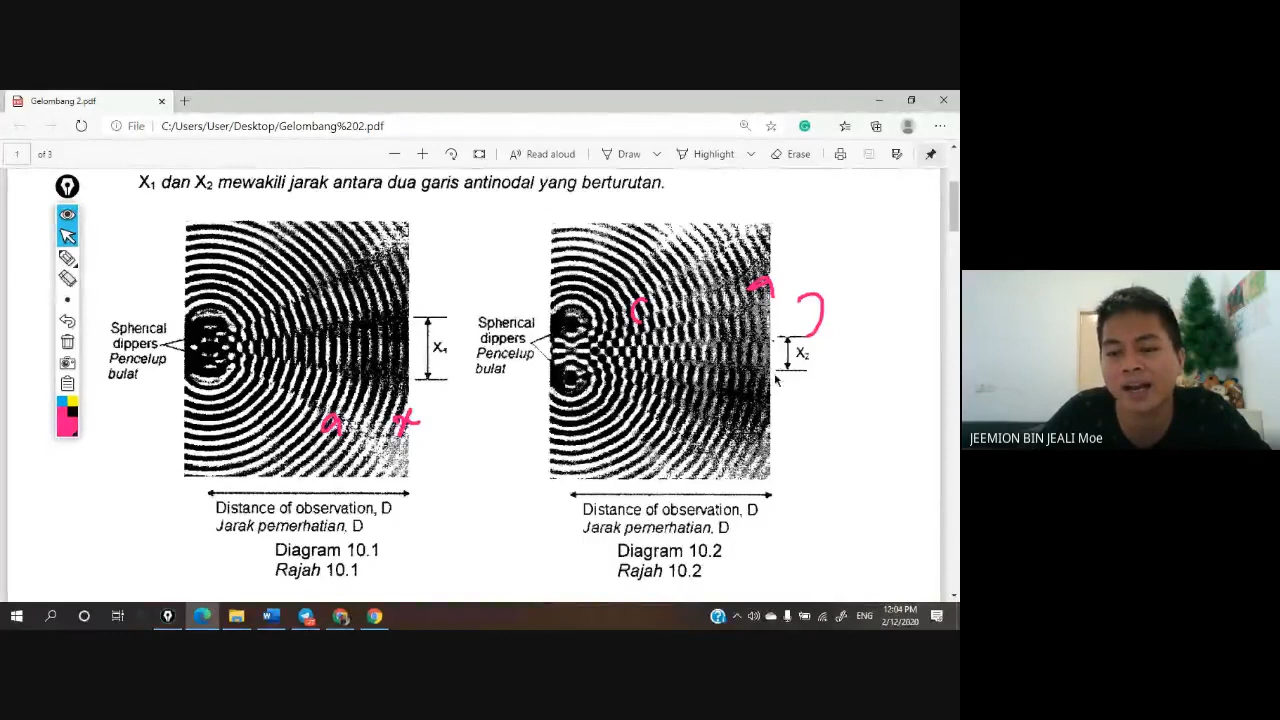 Gelombang 2.pdf
File C:/Users/User/Desktop/Gelombang%202.pdf
1 of 3 Read aloud Draw Highlight Erase
X₁ dan X₂ mewakili jarak antara dua garis antinodal yang berturutan.
Spherical
dippers
Pencelup
bulat
X₁
a x
Spherical
dippers
Pencelup
bulat
X₂
Distance of observation, D
Jarak pemerhatian, D
Diagram 10.1
Rajah 10.1
Distance of observation, D
Jarak pemerhatian, D
Diagram 10.2
Rajah 10.2
JEEMION BIN JEALI Moe
ENG
12:04 PM
2/12/2020